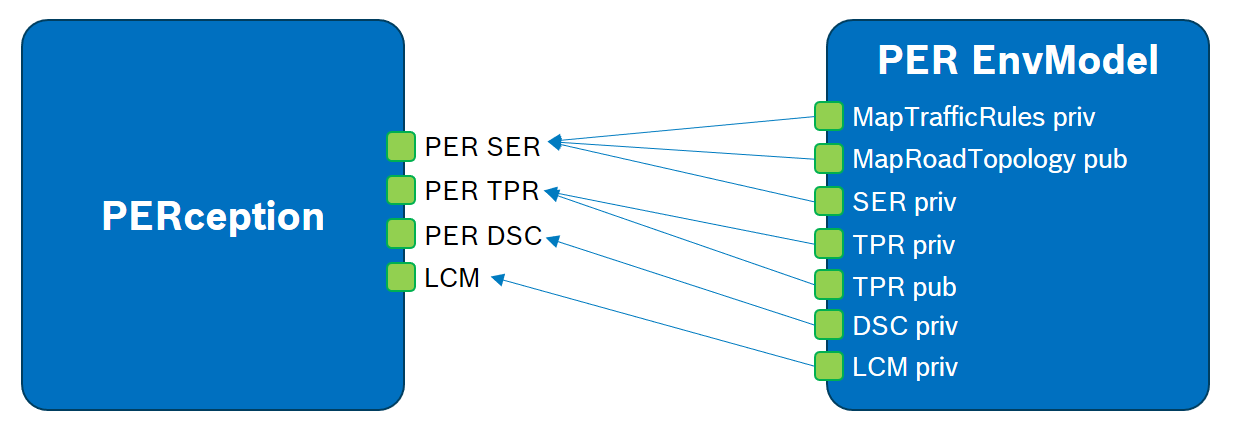 PERception
PER SER
PER TPR
PER DSC
LCM
PER EnvModel
MapTrafficRules priv
MapRoadTopology pub
SER priv
TPR priv
TPR pub
DSC priv
LCM priv